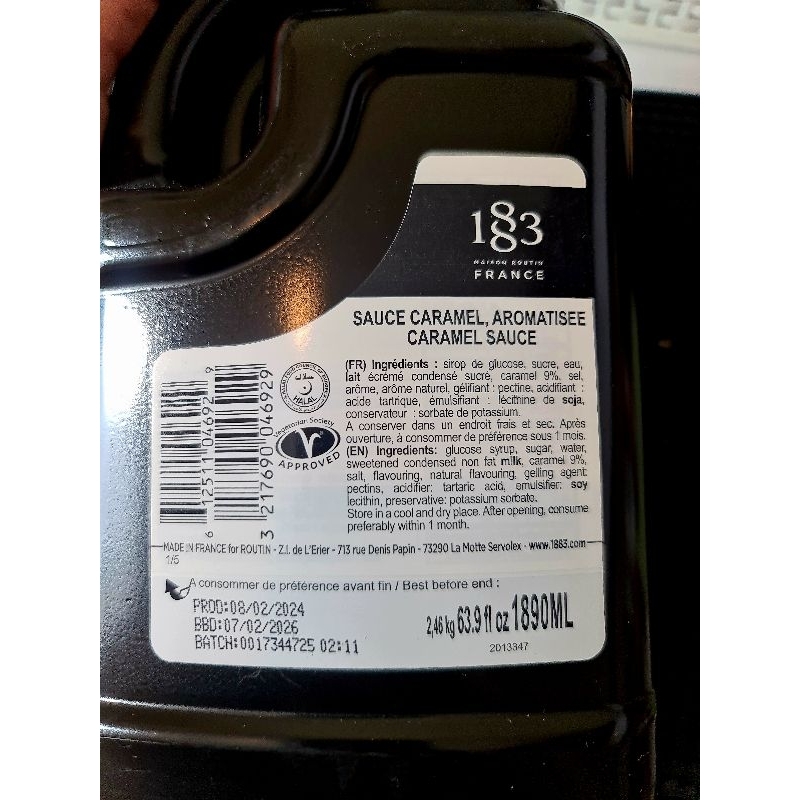 1883
MAISON ROUTIN
FRANCE
SAUCE CARAMEL, AROMATISEE
CARAMEL SAUCE
(FR) Ingrédients : sirop de glucose, sucre, eau,
lait écrémé condensé sucré, caramel 9%, sel,
arôme, arôme naturel, gélifiant : pectine, acidifiant :
acide tartrique, émulsifiant : lécithine de soja,
conservateur : sorbate de potassium.
A conserver dans un endroit frais et sec. Après
ouverture, à consommer de préférence sous 1 mois.
(EN) Ingredients: glucose syrup, sugar, water,
sweetened condensed non fat milk, caramel 9%,
salt, flavouring, natural flavouring, gelling agent:
pectins, acidifier: tartaric acid, emulsifier: soy
lecithin, preservative: potassium sorbate.
Store in a cool and dry place. After opening, consume
preferably within 1 month.
6 12511 04692 9
3 217690 046929
HALAL
Vegetarian Society
APPROVED
MADE IN FRANCE for ROUTIN - Z.I. de L'Erier - 713 rue Denis Papin - 73290 La Motte Servolex - www.1883.com
1/5
A consommer de préférence avant fin / Best before end :
PROD:08/02/2024
BBD:07/02/2026
BATCH:0017344725 02:11
2,46 kg 63.9 fl oz 1890ML
2013347